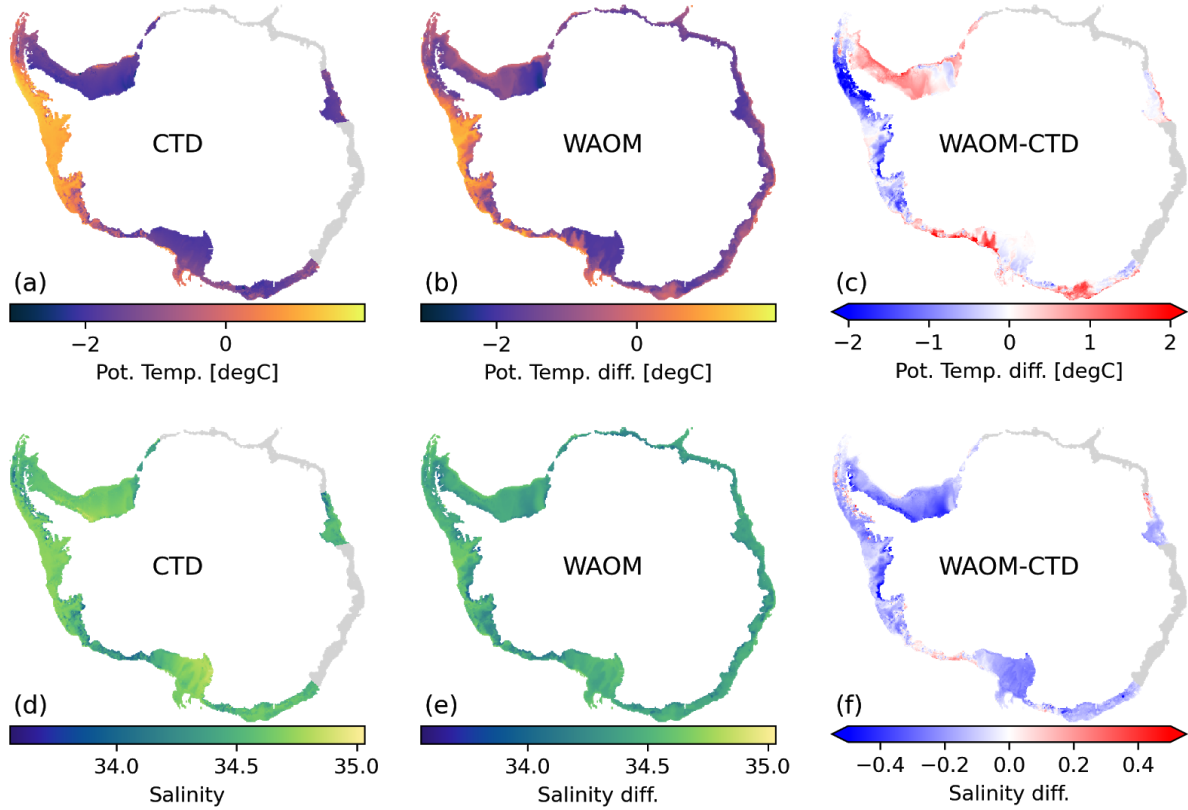 CTD
WAOM
WAOM-CTD
(a)
(b)
(c)
−2 0
−2 0
−2 −1 0 1 2
Pot. Temp. [degC]
Pot. Temp. diff. [degC]
Pot. Temp. diff. [degC]
CTD
WAOM
WAOM-CTD
(d)
(e)
(f)
34.0 34.5 35.0
34.0 34.5 35.0
−0.4 −0.2 0.0 0.2 0.4
Salinity
Salinity diff.
Salinity diff.